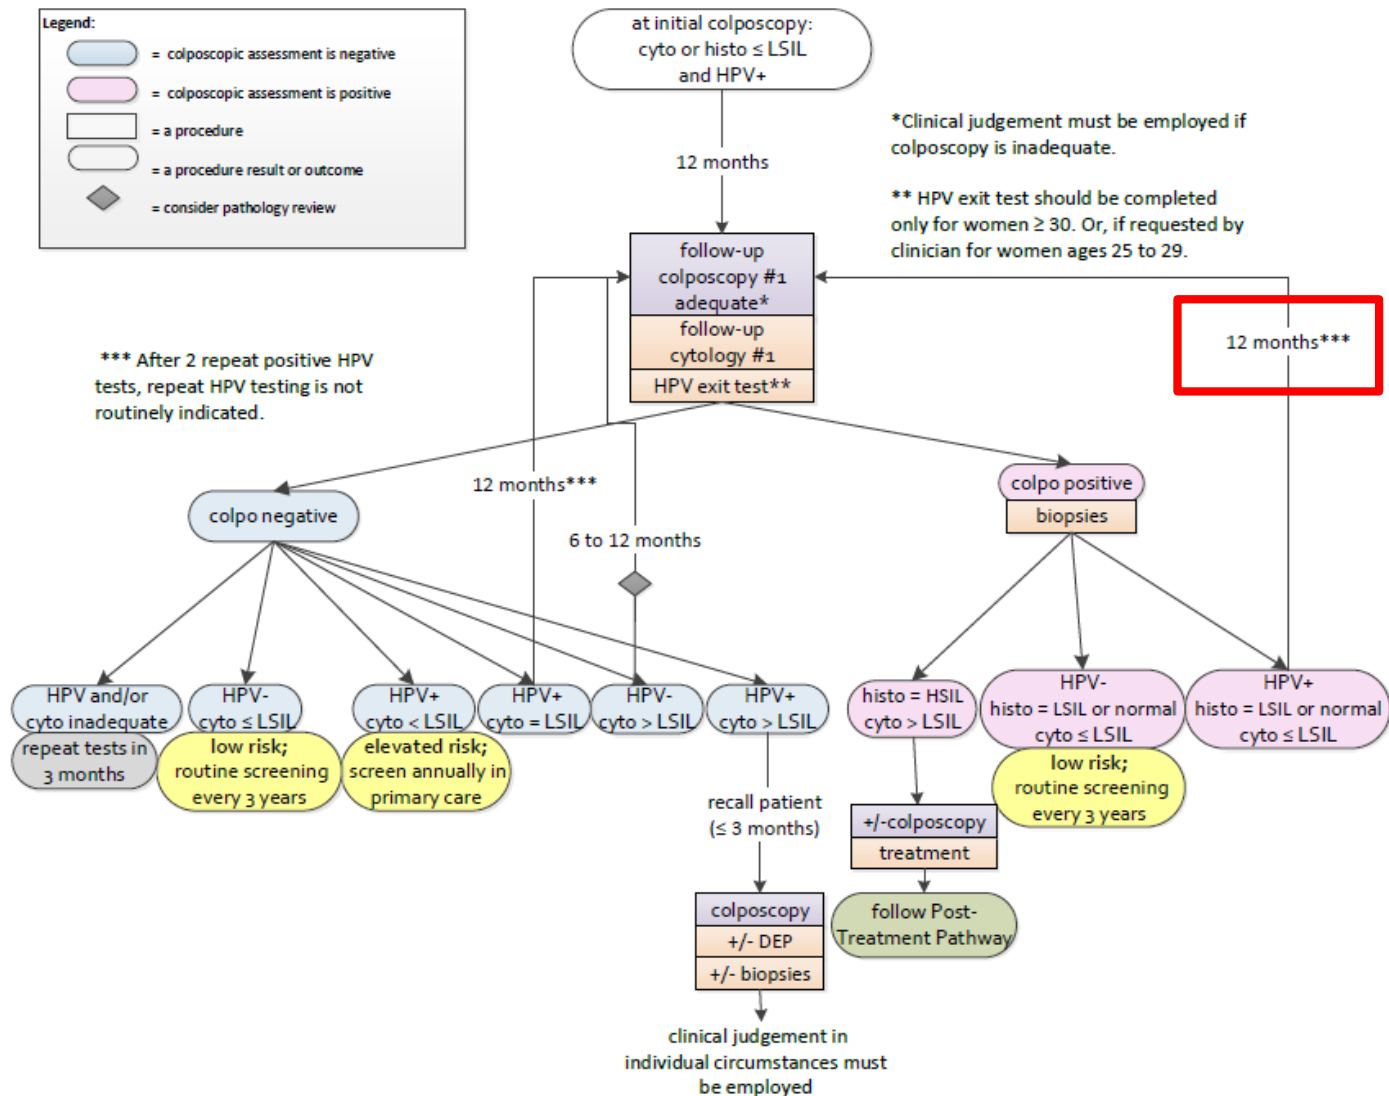 Legend:
= colposcopic assessment is negative
= colposcopic assessment is positive
= a procedure
= a procedure result or outcome
= consider pathology review
at initial colposcopy:
cyto or histo ≤ LSIL
and HPV+
12 months
*Clinical judgement must be employed if
colposcopy is inadequate.
** HPV exit test should be completed
only for women ≥ 30. Or, if requested by
clinician for women ages 25 to 29.
follow-up
colposcopy #1
adequate*
follow-up
cytology #1
HPV exit test**
12 months***
*** After 2 repeat positive HPV
tests, repeat HPV testing is not
routinely indicated.
12 months***
6 to 12 months
colpo negative
colpo positive
biopsies
HPV and/or
cyto inadequate
repeat tests in
3 months
HPV-
cyto ≤ LSIL
low risk;
routine screening
every 3 years
HPV+
cyto < LSIL
elevated risk;
screen annually in
primary care
HPV+
cyto = LSIL
HPV-
cyto > LSIL
HPV+
cyto > LSIL
recall patient
(≤ 3 months)
colposcopy
+/- DEP
+/- biopsies
clinical judgement in
individual circumstances must
be employed
histo = HSIL
cyto > LSIL
+/-colposcopy
treatment
follow Post-
Treatment Pathway
HPV-
histo = LSIL or normal
cyto ≤ LSIL
low risk;
routine screening
every 3 years
HPV+
histo = LSIL or normal
cyto ≤ LSIL